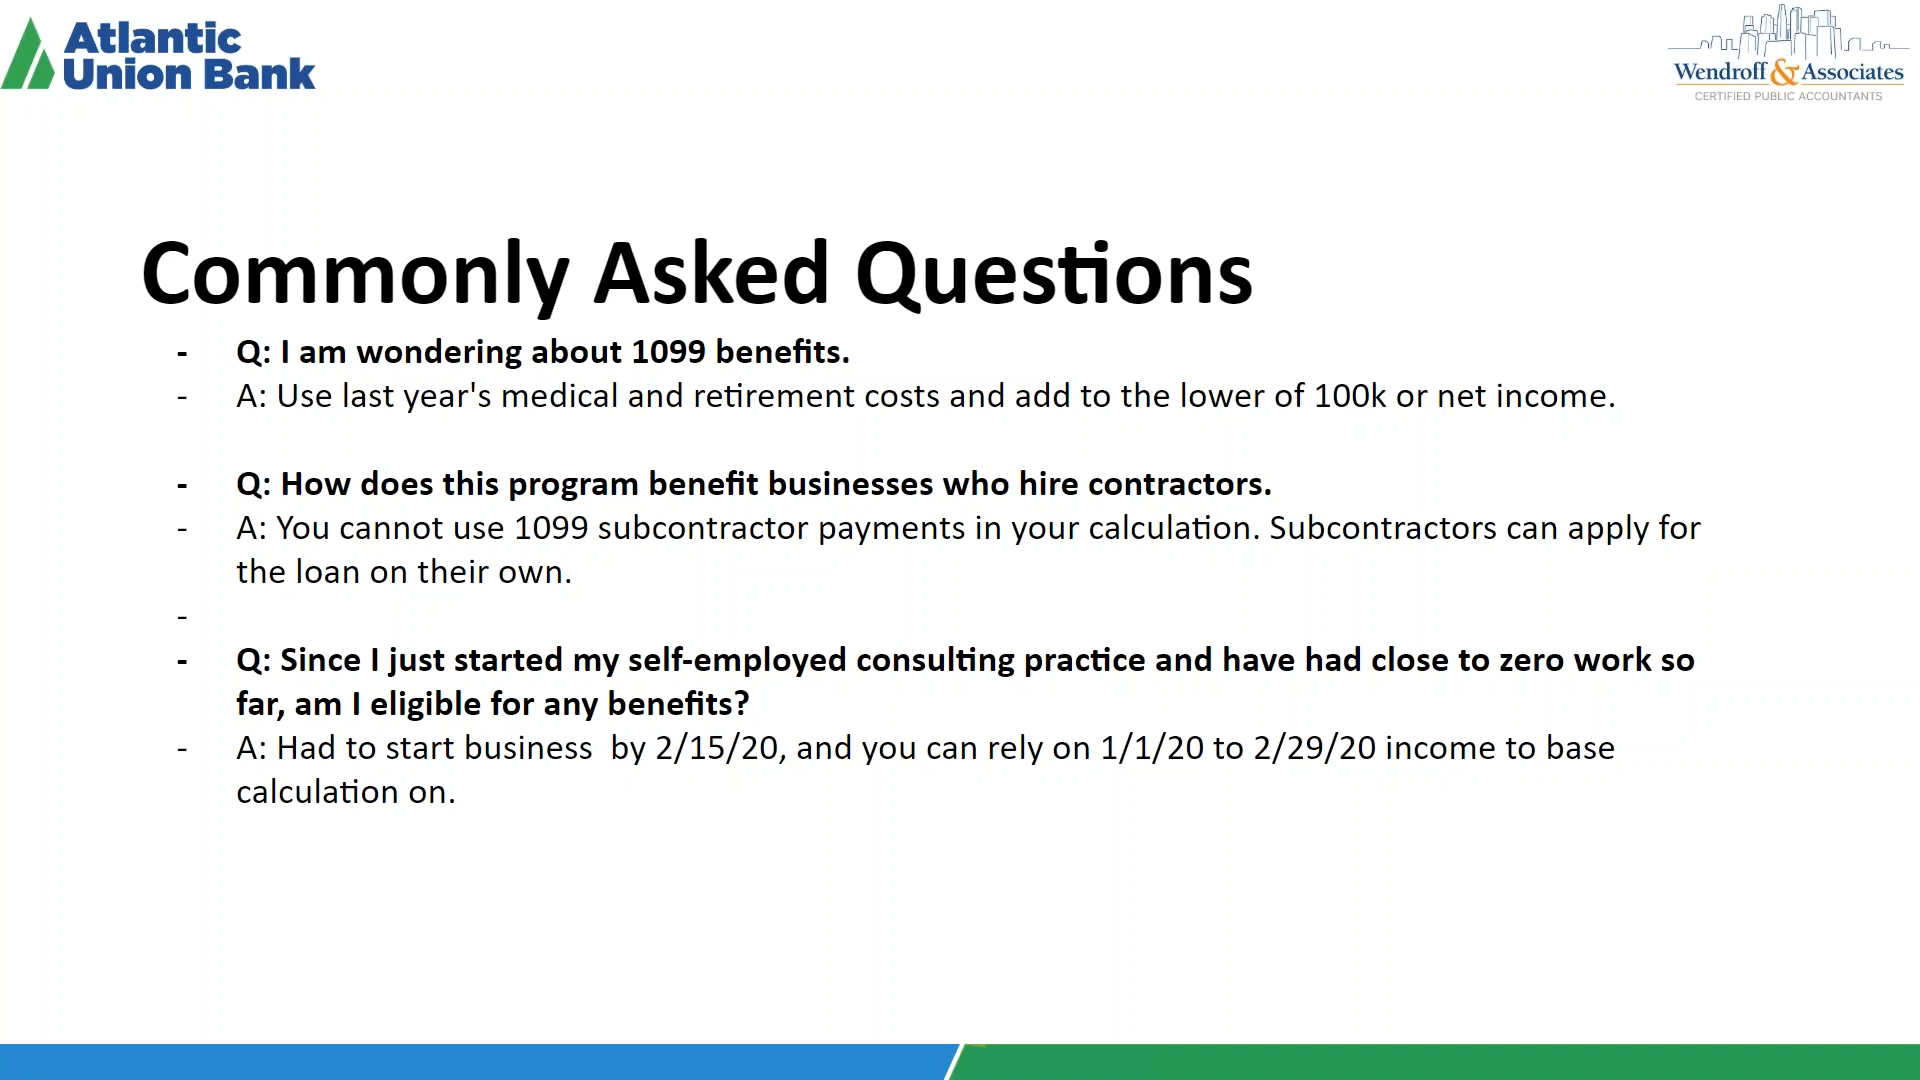 Atlantic
Union Bank
Wendroff & Associates
CERTIFIED PUBLIC ACCOUNTANTS
Commonly Asked Questions
- Q: I am wondering about 1099 benefits.
- A: Use last year's medical and retirement costs and add to the lower of 100k or net income.
- Q: How does this program benefit businesses who hire contractors.
- A: You cannot use 1099 subcontractor payments in your calculation. Subcontractors can apply for
the loan on their own.
-
- Q: Since I just started my self-employed consulting practice and have had close to zero work so
far, am I eligible for any benefits?
- A: Had to start business  by 2/15/20, and you can rely on 1/1/20 to 2/29/20 income to base
calculation on.